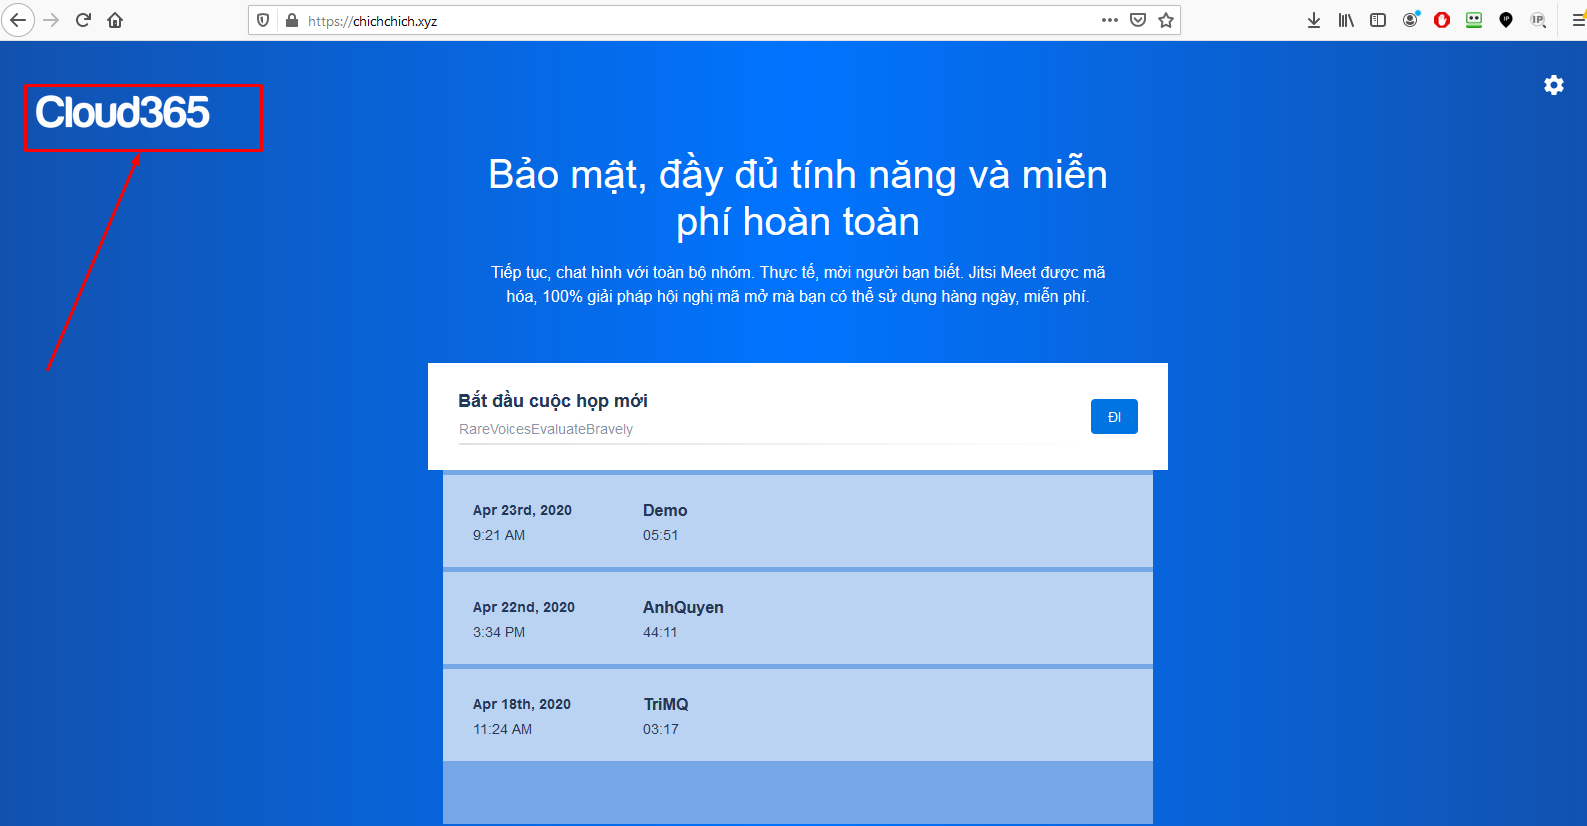 https://chichchich.xyz
Cloud365
Bảo mật, đầy đủ tính năng và miễn
phí hoàn toàn
Tiếp tục, chat hình với toàn bộ nhóm. Thực tế, mời người bạn biết. Jitsi Meet được mã
hóa, 100% giải pháp hội nghị mã mở mà bạn có thể sử dụng hàng ngày, miễn phí.
Bắt đầu cuộc họp mới
RareVoicesEvaluateBravely
ĐI
Apr 23rd, 2020 Demo
9:21 AM 05:51
Apr 22nd, 2020 AnhQuyen
3:34 PM 44:11
Apr 18th, 2020 TriMQ
11:24 AM 03:17